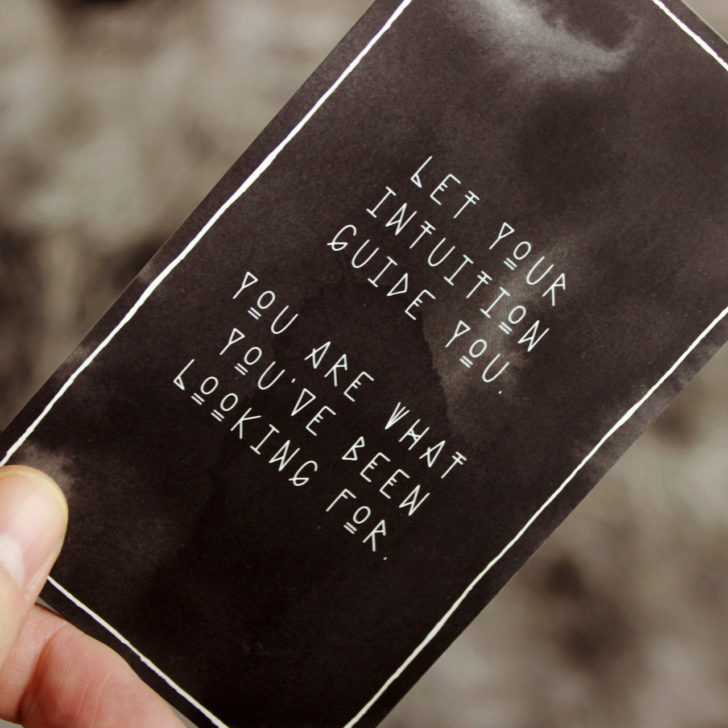 LET YOUR
INTUITION
GUIDE YOU.
YOU ARE WHAT
YOU'VE BEEN
LOOKING FOR.